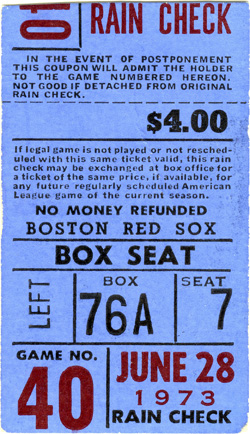 RAIN CHECK
IN THE EVENT OF POSTPONEMENT
THIS COUPON WILL ADMIT THE HOLDER
TO THE GAME NUMBERED HEREON.
NOT GOOD IF DETACHED FROM ORIGINAL
RAIN CHECK.
$4.00
If legal game is not played or not resched-
uled with this same ticket valid, this rain
check may be exchanged at box office for
a ticket of the same price, if available, for
any future regularly scheduled American
League game of the current season.
NO MONEY REFUNDED
BOSTON RED SOX
BOX SEAT
LEFT
BOX
76A
SEAT
7
GAME NO.
40
JUNE 28
1973
RAIN CHECK